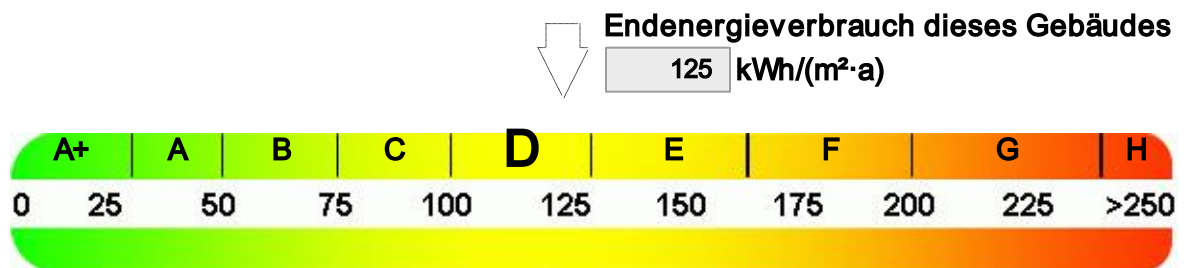 Endenergieverbrauch dieses Gebäudes
125 kWh/(m²·a)
A+ A B C D E F G H
0 25 50 75 100 125 150 175 200 225 >250